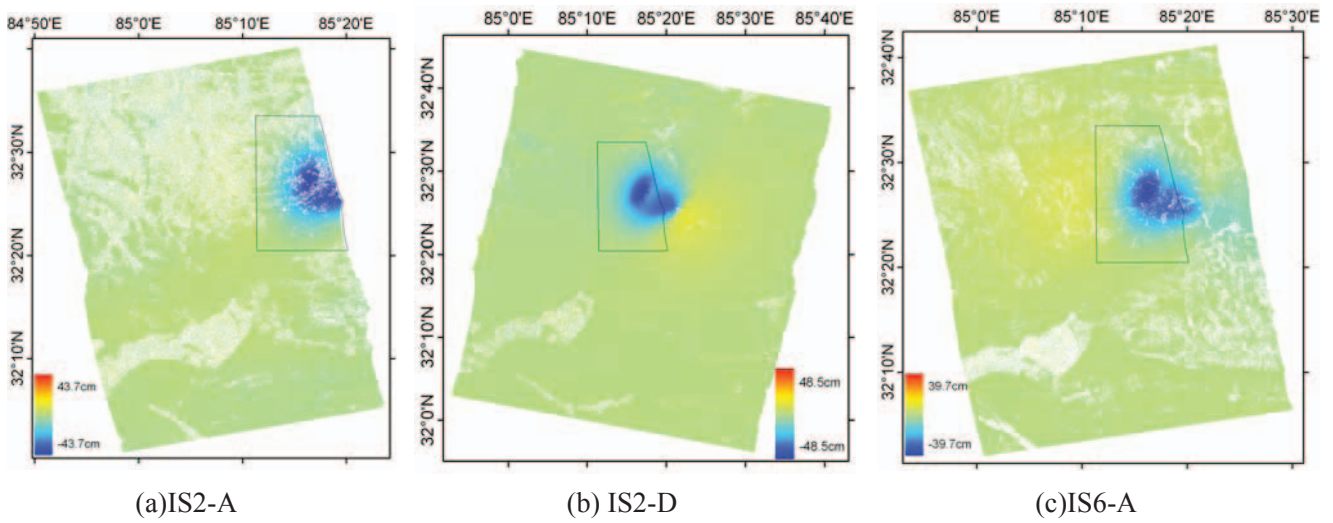 84°50'E 85°0'E 85°10'E 85°20'E
32°30'N
32°20'N
32°10'N
43.7cm
-43.7cm
(a)IS2-A
85°0'E 85°10'E 85°20'E 85°30'E 85°40'E
32°40'N
32°30'N
32°20'N
32°10'N
32°0'N
48.5cm
-48.5cm
(b) IS2-D
85°0'E 85°10'E 85°20'E 85°30'E
32°40'N
32°30'N
32°20'N
32°10'N
39.7cm
-39.7cm
(c)IS6-A